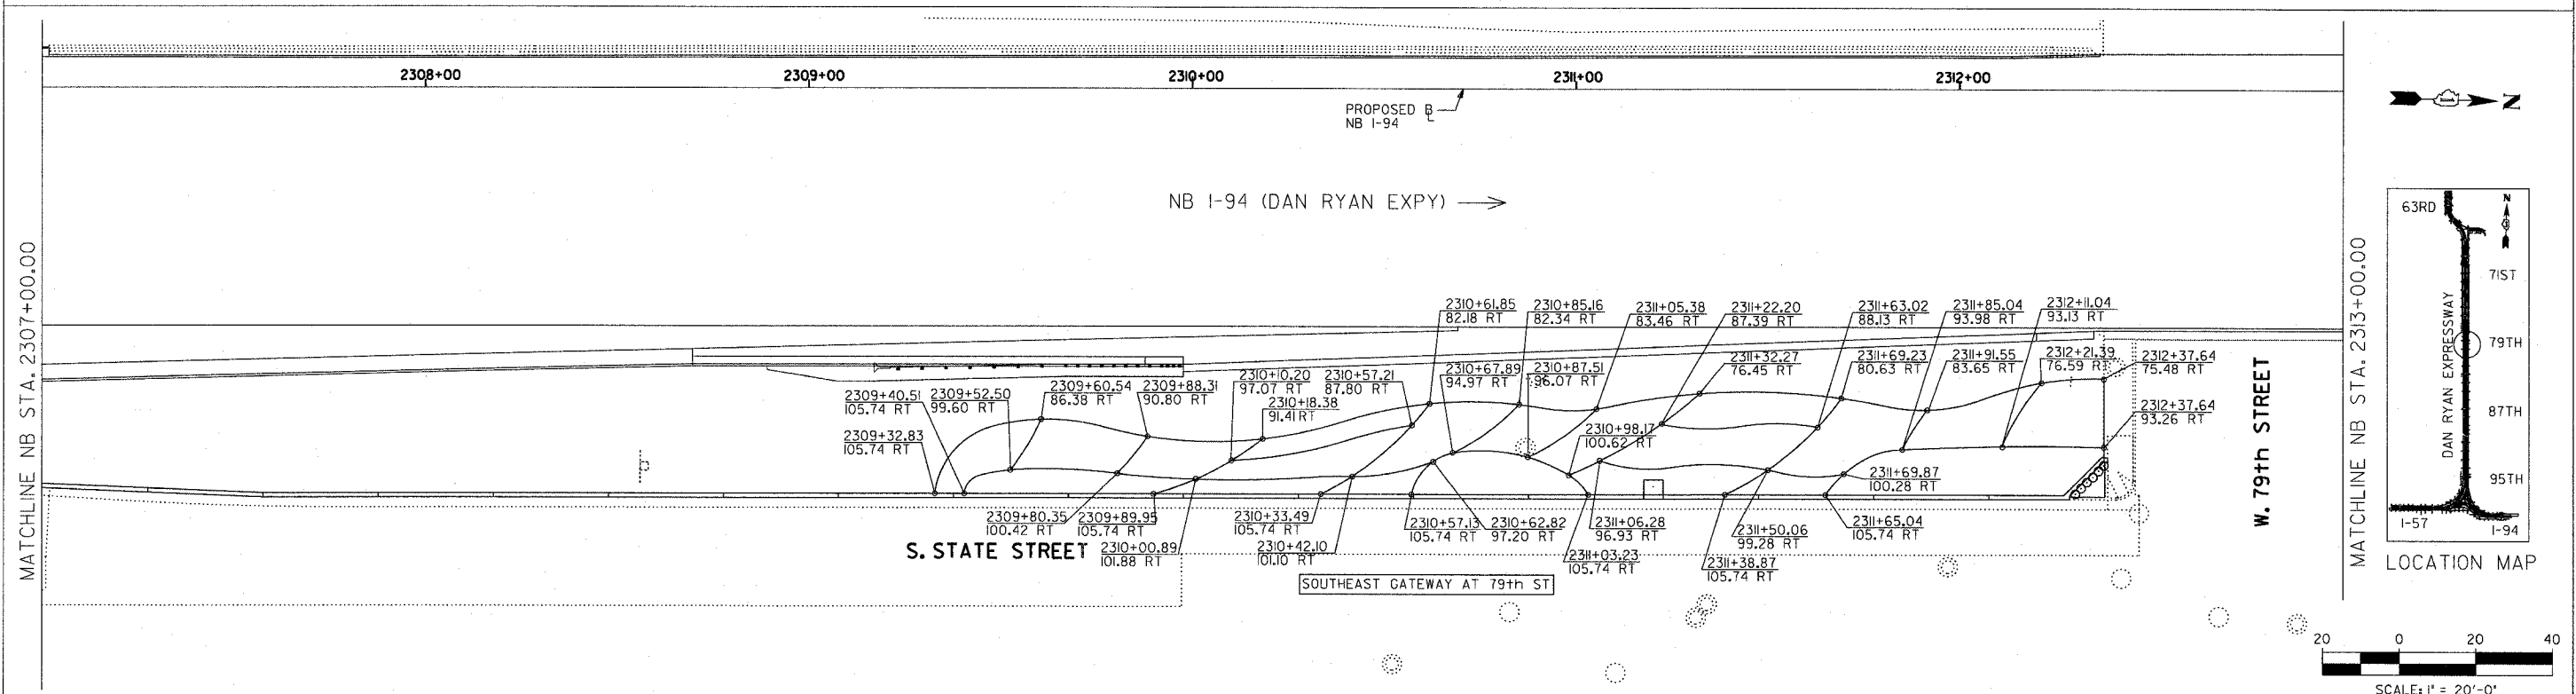 2308+00
2309+00
2310+00
2311+00
2312+00
PROPOSED BL
NB I-94
N
NB I-94 (DAN RYAN EXPY)
MATCHLINE NB STA. 2307+00.00
MATCHLINE NB STA. 2313+00.00
2310+61.85
82.18 RT
2310+85.16
82.34 RT
2311+05.38
83.46 RT
2311+22.20
87.39 RT
2311+63.02
88.13 RT
2311+85.04
93.98 RT
2312+11.04
93.13 RT
2309+40.51
105.74 RT
2309+52.50
99.60 RT
2309+60.54
86.38 RT
2309+88.31
90.80 RT
2310+10.20
97.07 RT
2310+18.38
91.41 RT
2310+57.21
87.80 RT
2310+67.89
94.97 RT
2310+87.51
96.07 RT
2311+32.27
76.45 RT
2311+69.23
80.63 RT
2311+91.55
83.65 RT
2312+21.39
76.59 RT
2312+37.64
75.48 RT
2309+32.83
105.74 RT
2310+98.17
100.62 RT
2312+37.64
93.26 RT
2311+69.87
100.28 RT
P
2309+80.35
100.42 RT
2309+89.95
105.74 RT
2310+00.89
101.88 RT
2310+33.49
105.74 RT
2310+42.10
101.10 RT
2310+57.13
105.74 RT
2310+62.82
97.20 RT
2311+06.28
96.93 RT
2311+03.23
105.74 RT
2311+50.06
99.28 RT
2311+38.87
105.74 RT
2311+65.04
105.74 RT
S. STATE STREET
SOUTHEAST GATEWAY AT 79th ST
W. 79th STREET
63RD
N
71ST
79TH
87TH
95TH
DAN RYAN EXPRESSWAY
I-57
I-94
LOCATION MAP
20 0 20 40
SCALE: 1" = 20'-0"